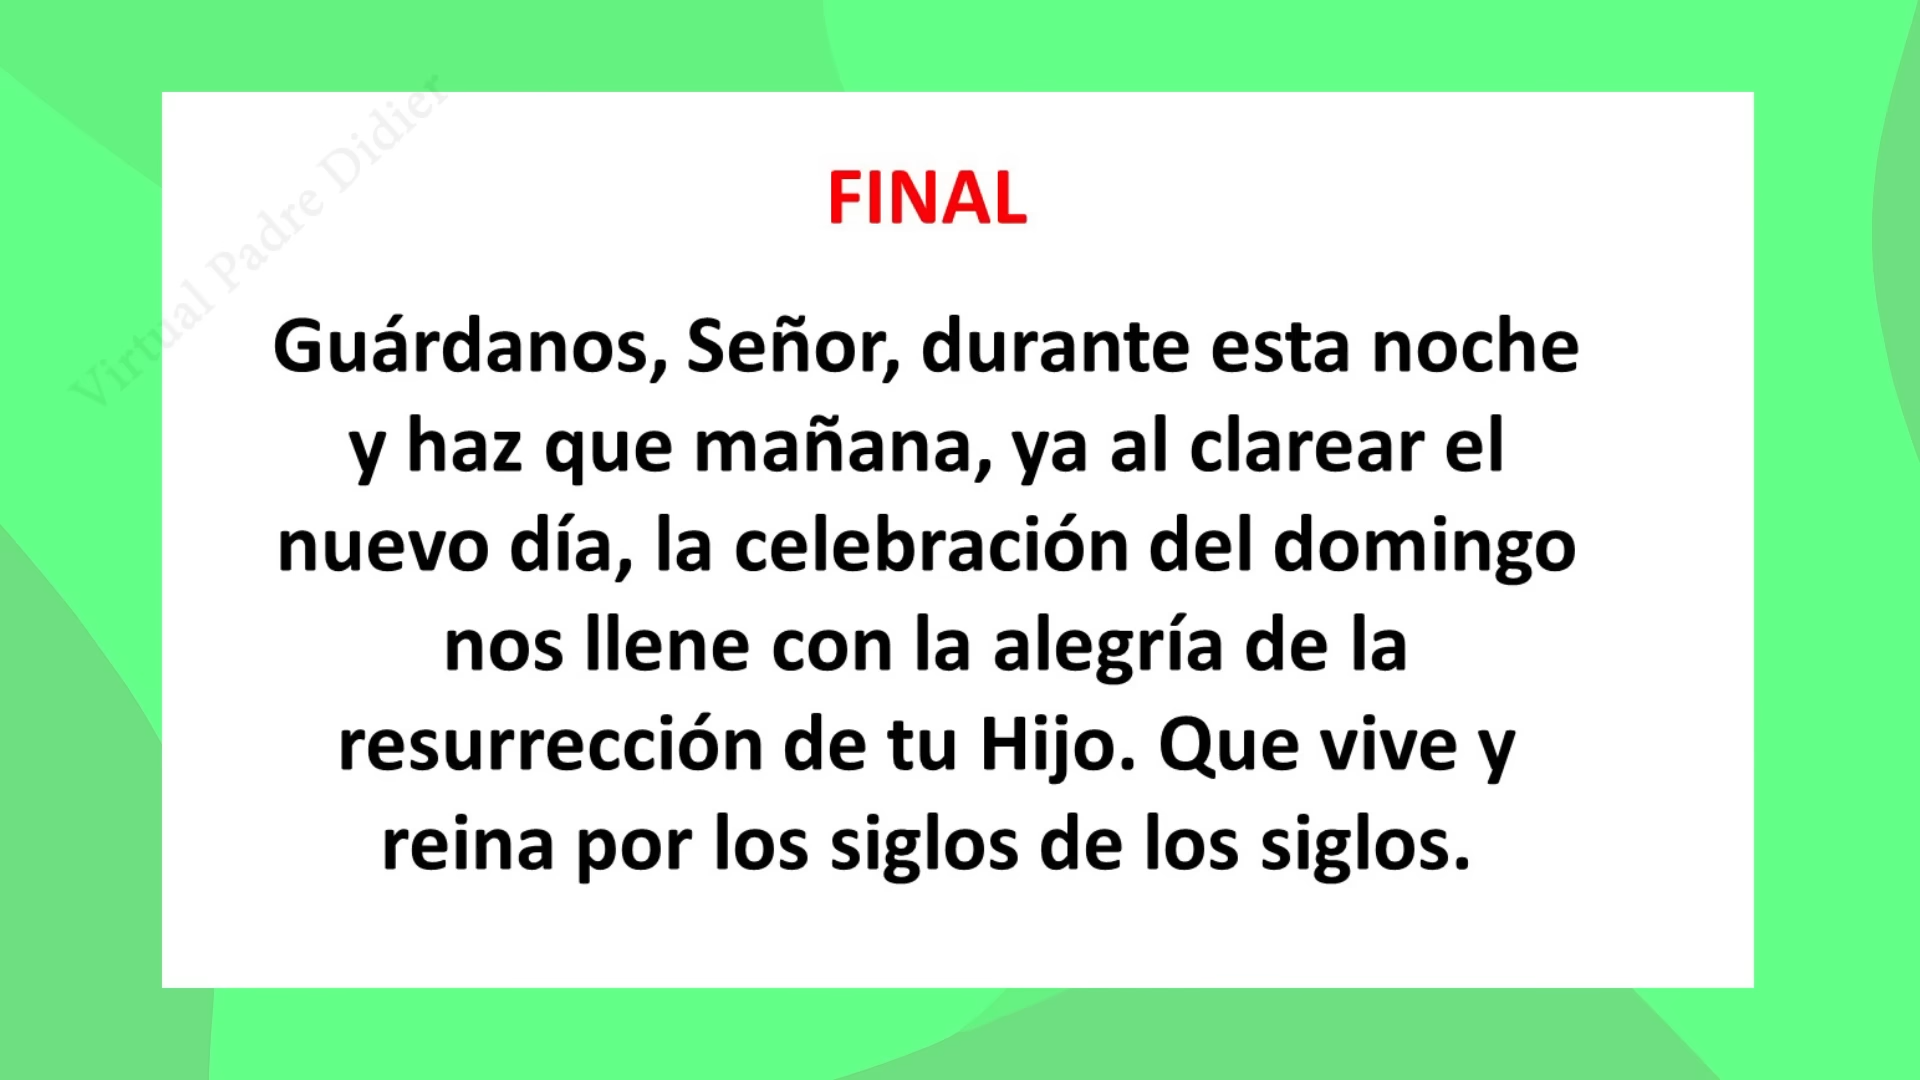 Virtual Padre Didier
FINAL
Guárdanos, Señor, durante esta noche
y haz que mañana, ya al clarear el
nuevo día, la celebración del domingo
nos llene con la alegría de la
resurrección de tu Hijo. Que vive y
reina por los siglos de los siglos.